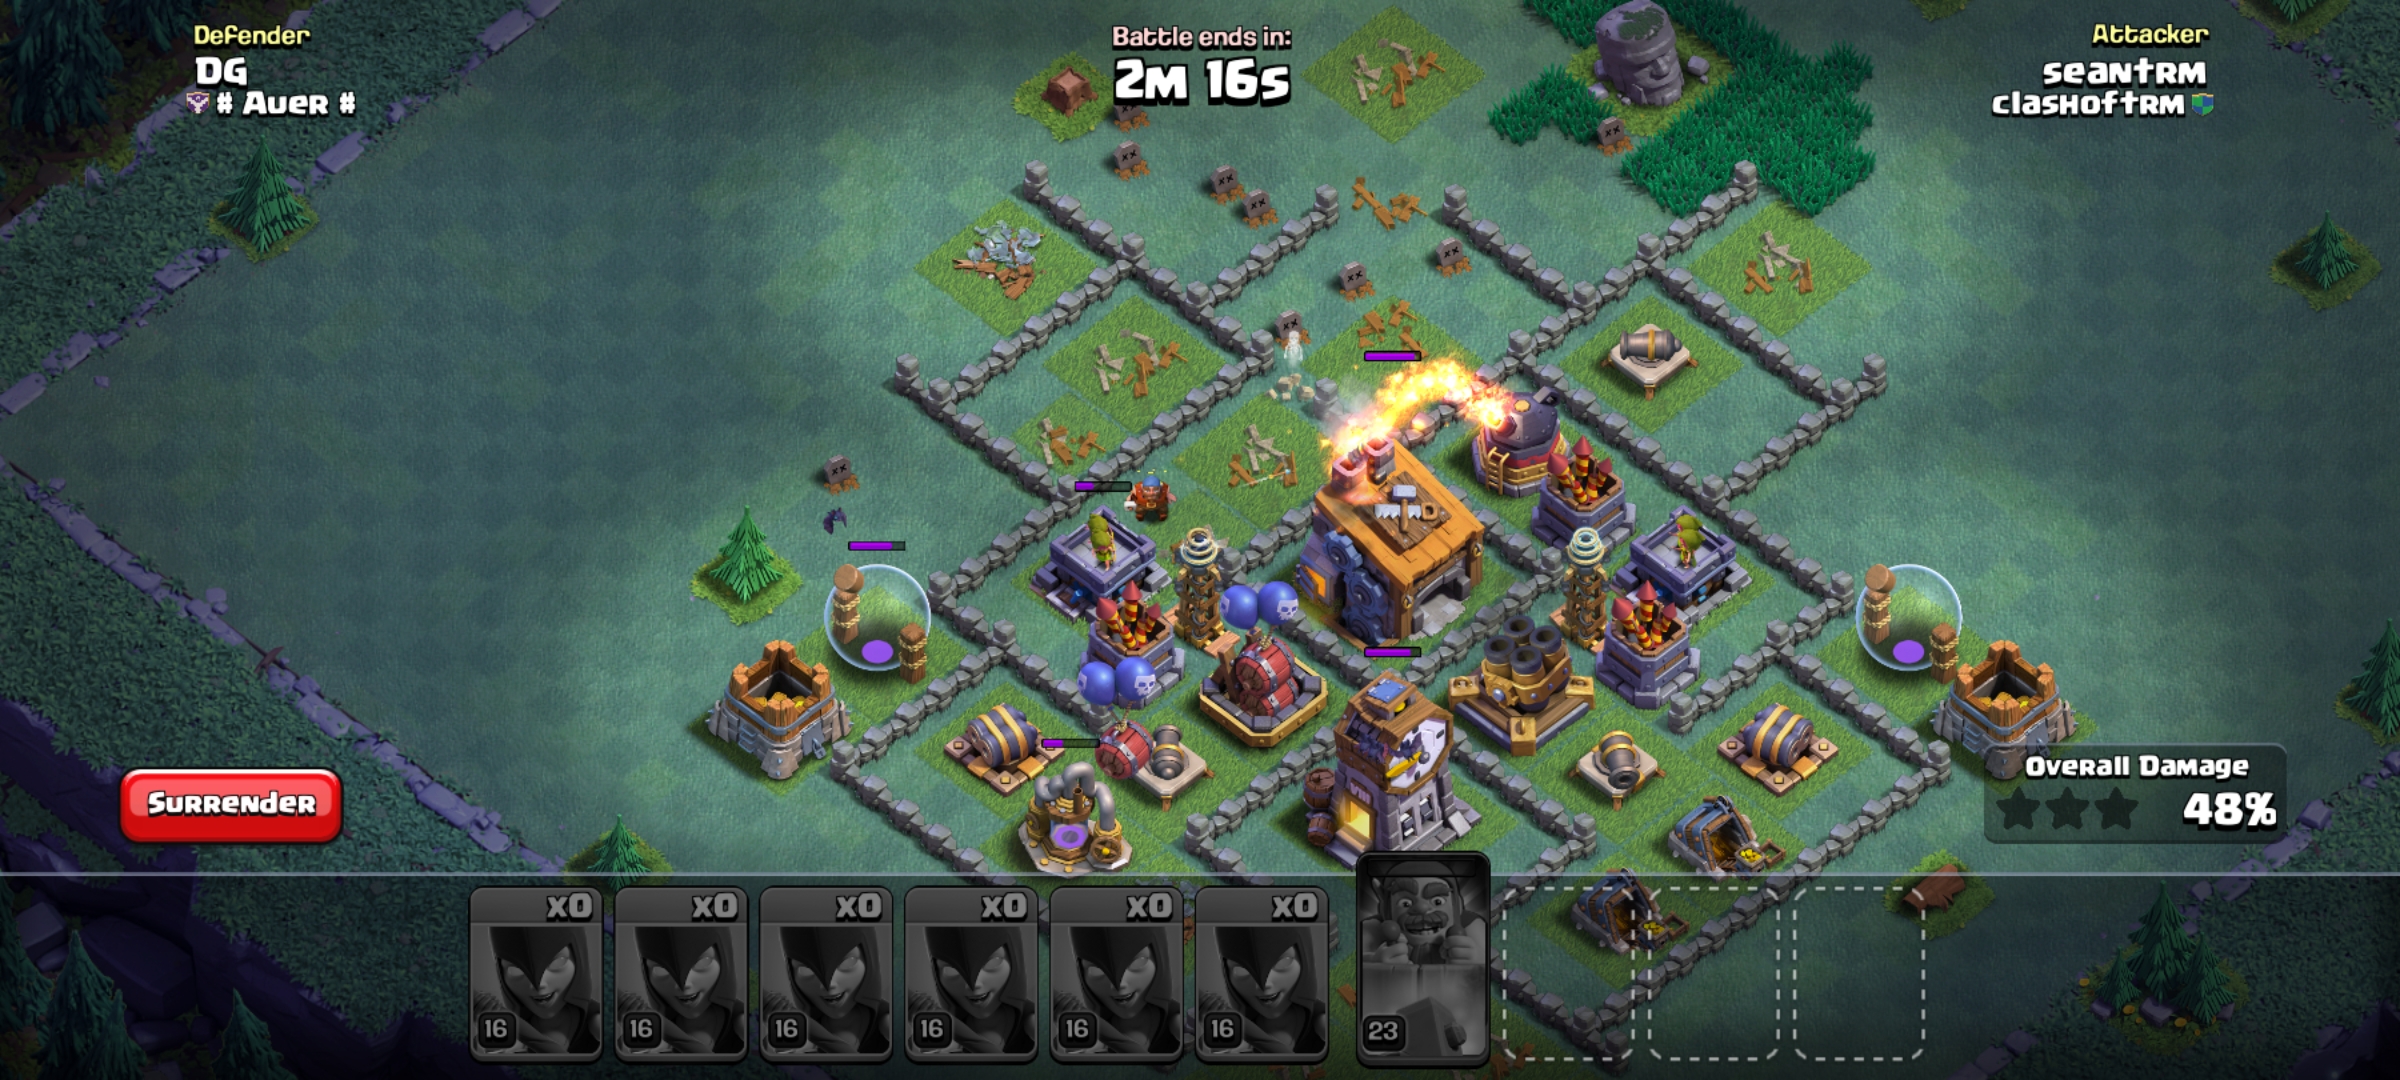 Defender
DG
# Auer #
Battle ends in:
2M 16s
Attacker
seantRM
clashoftRM
Surrender
Overall Damage
48%
x0
x0
x0
x0
x0
x0
16
16
16
16
16
16
23